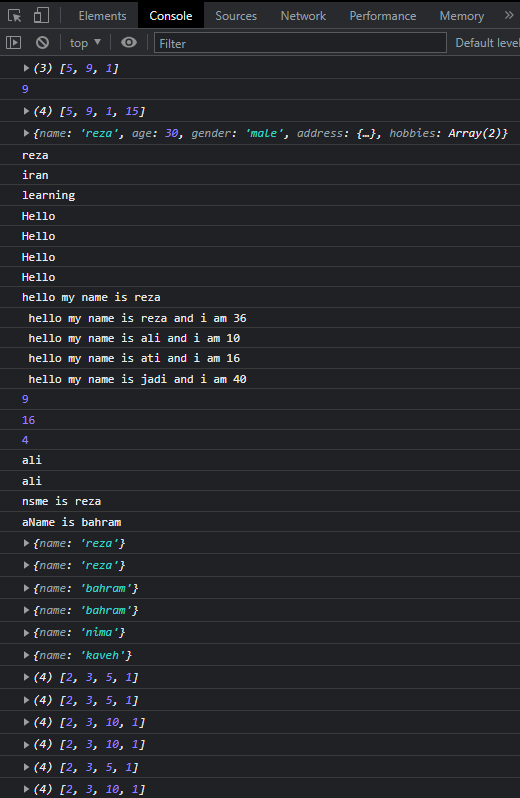 Elements Console Sources Network Performance Memory »
top ▼ Filter Default leve
▶ (3) [5, 9, 1]
9
▶ (4) [5, 9, 1, 15]
▶ {name: 'reza', age: 30, gender: 'male', address: {…}, hobbies: Array(2)}
reza
iran
learning
Hello
Hello
Hello
Hello
hello my name is reza
hello my name is reza and i am 36
hello my name is ali and i am 10
hello my name is ati and i am 16
hello my name is jadi and i am 40
9
16
4
ali
ali
nsme is reza
aName is bahram
▶ {name: 'reza'}
▶ {name: 'reza'}
▶ {name: 'bahram'}
▶ {name: 'bahram'}
▶ {name: 'nima'}
▶ {name: 'kaveh'}
▶ (4) [2, 3, 5, 1]
▶ (4) [2, 3, 5, 1]
▶ (4) [2, 3, 10, 1]
▶ (4) [2, 3, 10, 1]
▶ (4) [2, 3, 5, 1]
▶ (4) [2, 3, 10, 1]